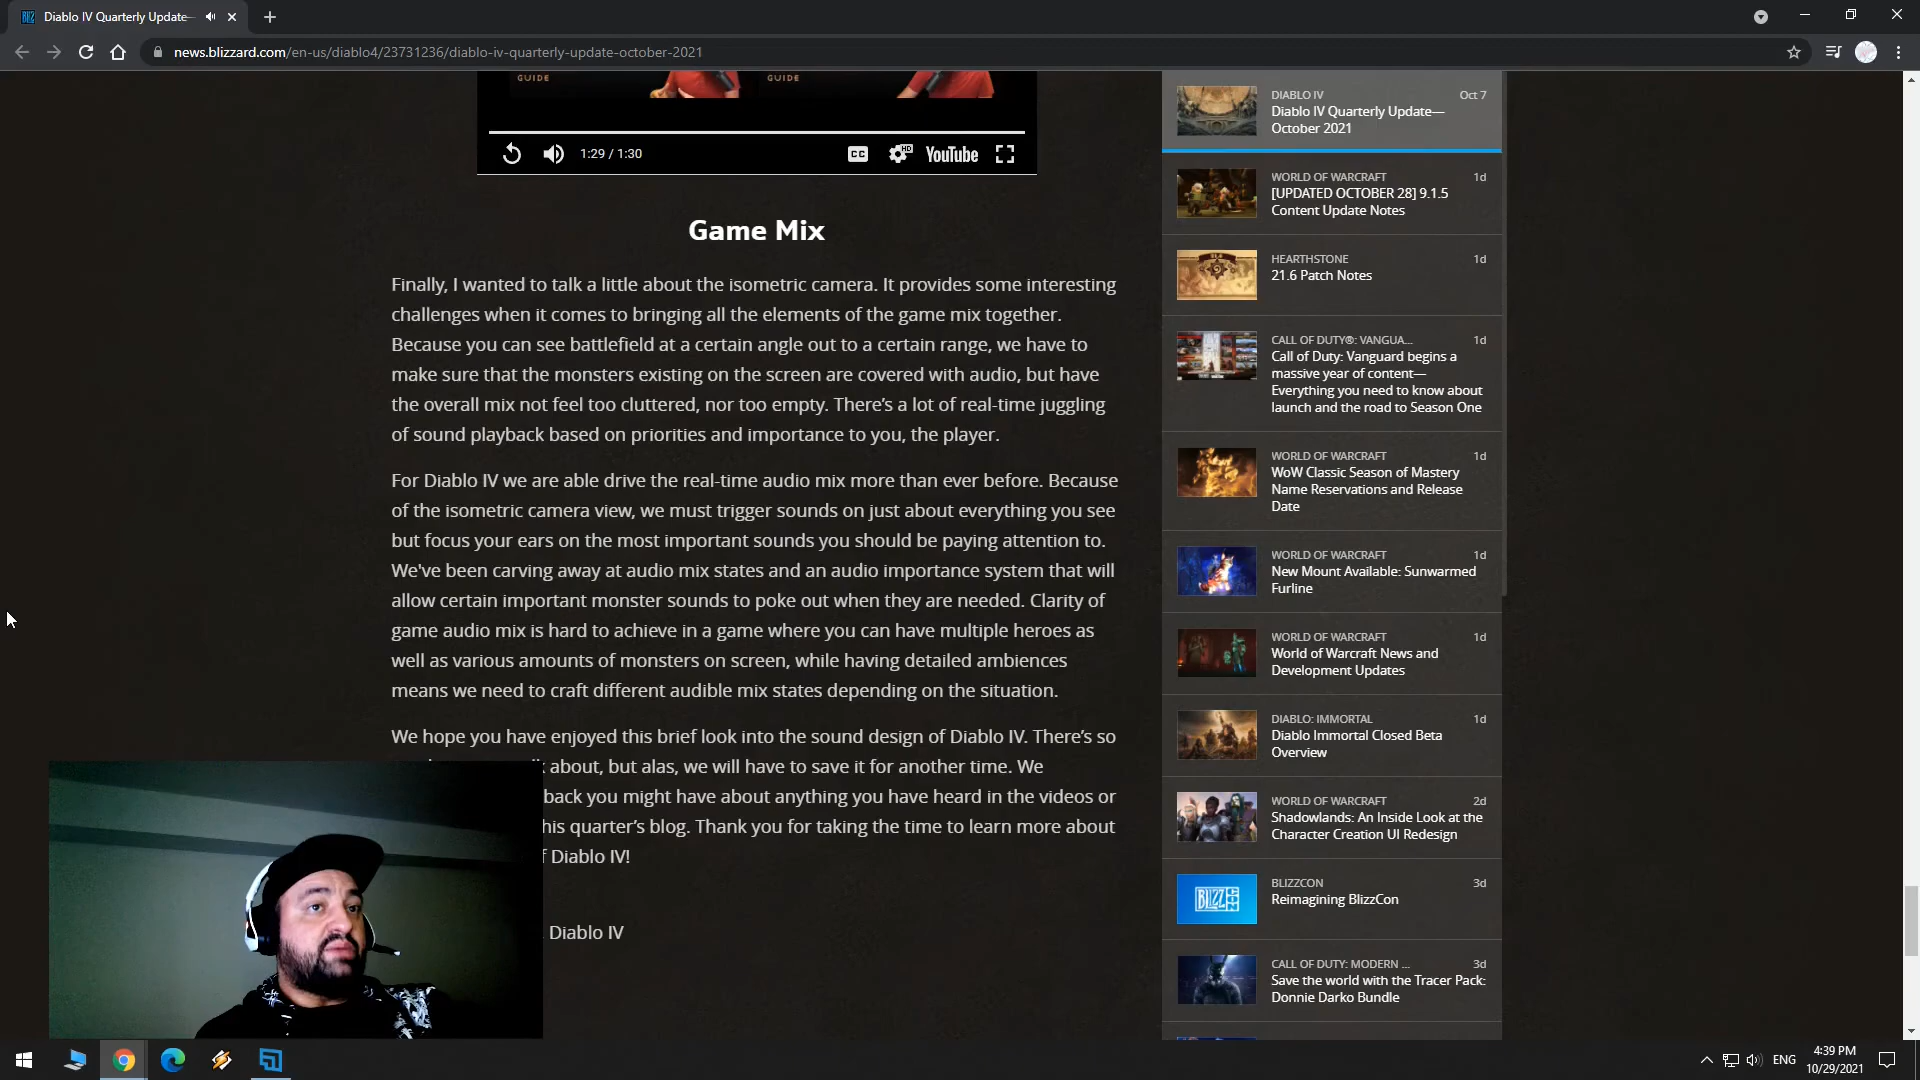 Diablo IV Quarterly Update—
news.blizzard.com/en-us/diablo4/23731236/diablo-iv-quarterly-update-october-2021
GUIDE GUIDE
1:29 / 1:30
CC
HD
YouTube
Game Mix
Finally, I wanted to talk a little about the isometric camera. It provides some interesting
challenges when it comes to bringing all the elements of the game mix together.
Because you can see battlefield at a certain angle out to a certain range, we have to
make sure that the monsters existing on the screen are covered with audio, but have
the overall mix not feel too cluttered, nor too empty. There’s a lot of real-time juggling
of sound playback based on priorities and importance to you, the player.
For Diablo IV we are able drive the real-time audio mix more than ever before. Because
of the isometric camera view, we must trigger sounds on just about everything you see
but focus your ears on the most important sounds you should be paying attention to.
We've been carving away at audio mix states and an audio importance system that will
allow certain important monster sounds to poke out when they are needed. Clarity of
game audio mix is hard to achieve in a game where you can have multiple heroes as
well as various amounts of monsters on screen, while having detailed ambiences
means we need to craft different audible mix states depending on the situation.
We hope you have enjoyed this brief look into the sound design of Diablo IV. There’s so
about, but alas, we will have to save it for another time. We
back you might have about anything you have heard in the videos or
his quarter’s blog. Thank you for taking the time to learn more about
f Diablo IV!
Diablo IV
DIABLO IV Oct 7
Diablo IV Quarterly Update—
October 2021
WORLD OF WARCRAFT 1d
[UPDATED OCTOBER 28] 9.1.5
Content Update Notes
HEARTHSTONE 1d
21.6 Patch Notes
CALL OF DUTY®: VANGUA... 1d
Call of Duty: Vanguard begins a
massive year of content—
Everything you need to know about
launch and the road to Season One
WORLD OF WARCRAFT 1d
WoW Classic Season of Mastery
Name Reservations and Release
Date
WORLD OF WARCRAFT 1d
New Mount Available: Sunwarmed
Furline
WORLD OF WARCRAFT 1d
World of Warcraft News and
Development Updates
DIABLO: IMMORTAL 1d
Diablo Immortal Closed Beta
Overview
WORLD OF WARCRAFT 2d
Shadowlands: An Inside Look at the
Character Creation UI Redesign
BLIZZCON 3d
Reimagining BlizzCon
CALL OF DUTY: MODERN ... 3d
Save the world with the Tracer Pack:
Donnie Darko Bundle
ENG
4:39 PM
10/29/2021